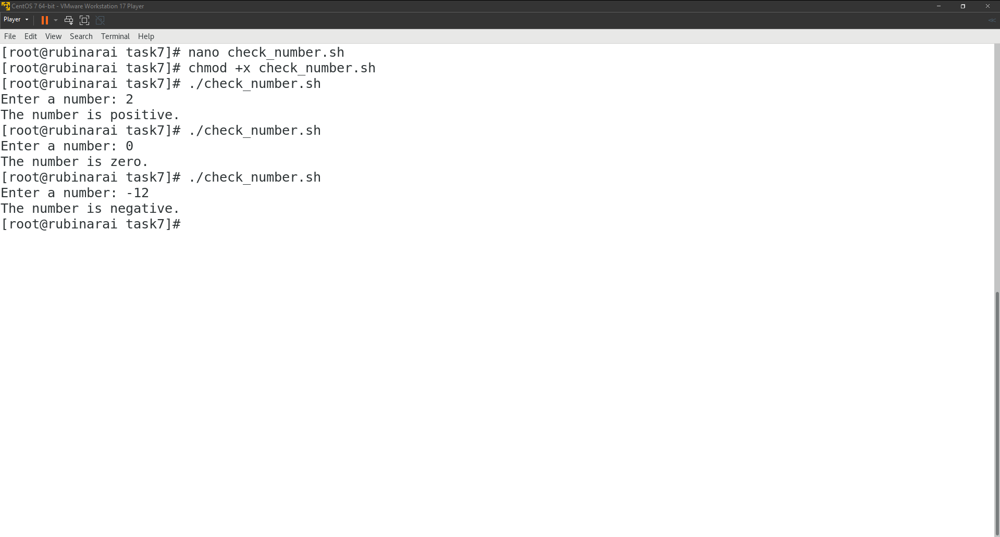 CentOS 7 64-bit - VMware Workstation 17 Player
Player
File Edit View Search Terminal Help
[root@rubinarai task7]# nano check_number.sh
[root@rubinarai task7]# chmod +x check_number.sh
[root@rubinarai task7]# ./check_number.sh
Enter a number: 2
The number is positive.
[root@rubinarai task7]# ./check_number.sh
Enter a number: 0
The number is zero.
[root@rubinarai task7]# ./check_number.sh
Enter a number: -12
The number is negative.
[root@rubinarai task7]#